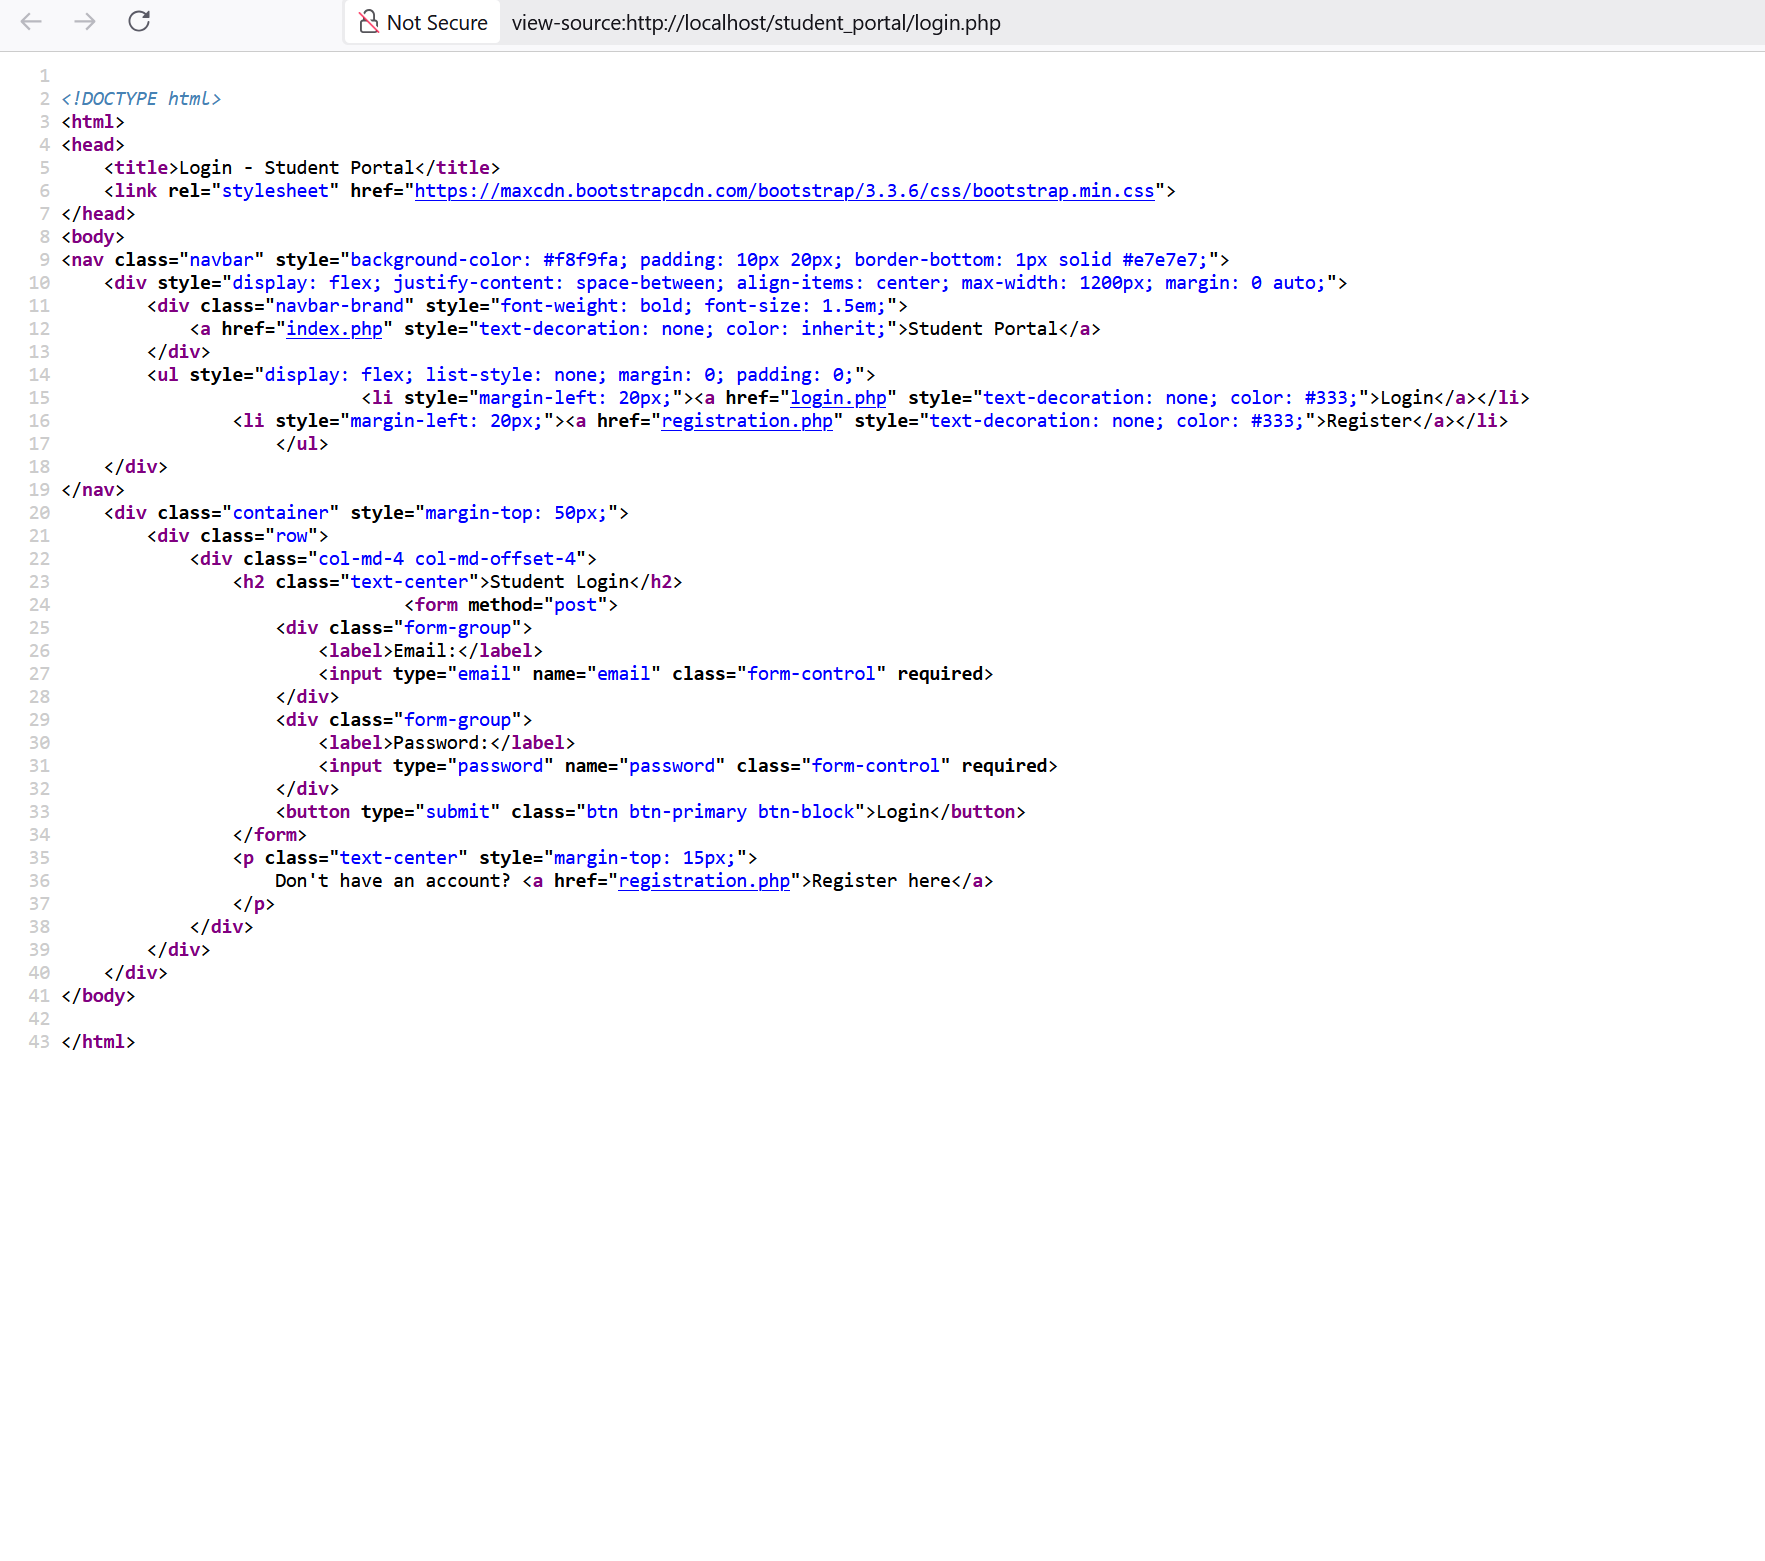 Not Secure view-source:http://localhost/student_portal/login.php
1
2 <!DOCTYPE html>
3 <html>
4 <head>
5     <title>Login - Student Portal</title>
6     <link rel="stylesheet" href="https://maxcdn.bootstrapcdn.com/bootstrap/3.3.6/css/bootstrap.min.css">
7 </head>
8 <body>
9 <nav class="navbar" style="background-color: #f8f9fa; padding: 10px 20px; border-bottom: 1px solid #e7e7e7;">
10     <div style="display: flex; justify-content: space-between; align-items: center; max-width: 1200px; margin: 0 auto;">
11         <div class="navbar-brand" style="font-weight: bold; font-size: 1.5em;">
12             <a href="index.php" style="text-decoration: none; color: inherit;">Student Portal</a>
13         </div>
14         <ul style="display: flex; list-style: none; margin: 0; padding: 0;">
15                             <li style="margin-left: 20px;"><a href="login.php" style="text-decoration: none; color: #333;">Login</a></li>
16                 <li style="margin-left: 20px;"><a href="registration.php" style="text-decoration: none; color: #333;">Register</a></li>
17                     </ul>
18     </div>
19 </nav>
20     <div class="container" style="margin-top: 50px;">
21         <div class="row">
22             <div class="col-md-4 col-md-offset-4">
23                 <h2 class="text-center">Student Login</h2>
24                                 <form method="post">
25                     <div class="form-group">
26                         <label>Email:</label>
27                         <input type="email" name="email" class="form-control" required>
28                     </div>
29                     <div class="form-group">
30                         <label>Password:</label>
31                         <input type="password" name="password" class="form-control" required>
32                     </div>
33                     <button type="submit" class="btn btn-primary btn-block">Login</button>
34                 </form>
35                 <p class="text-center" style="margin-top: 15px;">
36                     Don't have an account? <a href="registration.php">Register here</a>
37                 </p>
38             </div>
39         </div>
40     </div>
41 </body>
42
43 </html>